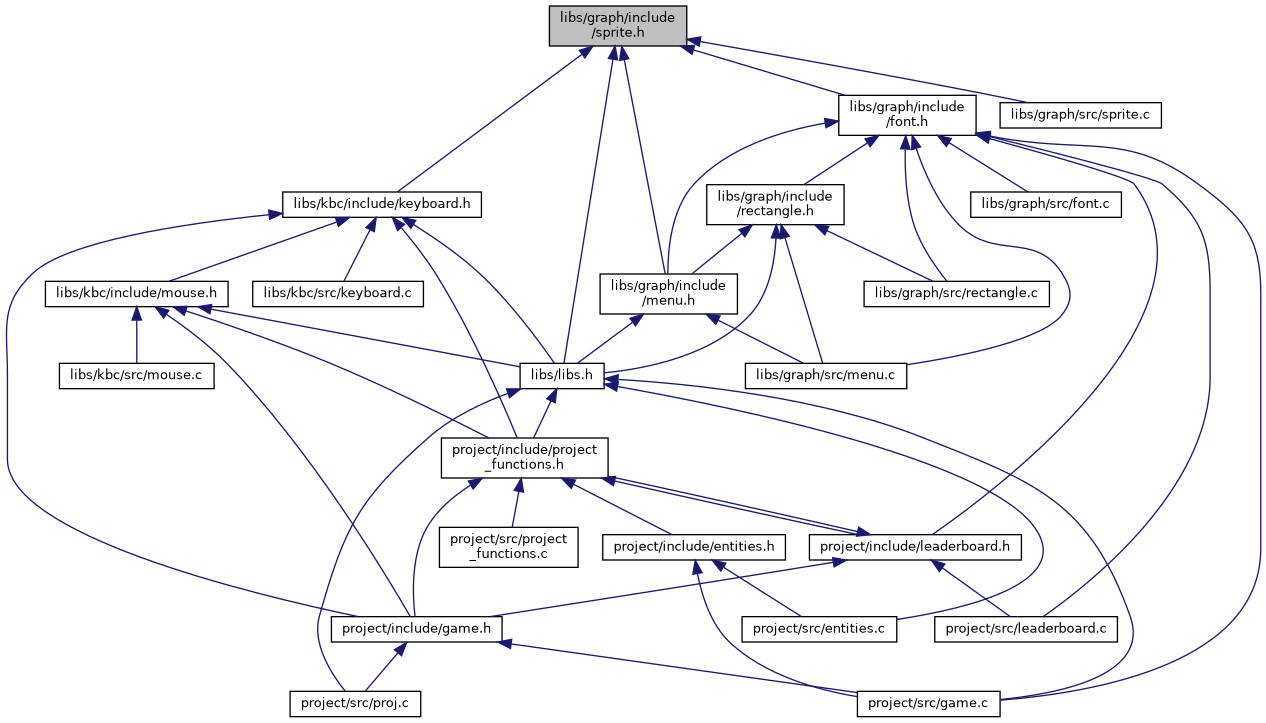 libs/graph/include
/sprite.h
libs/graph/include
/font.h
libs/graph/src/sprite.c
libs/kbc/include/keyboard.h
libs/graph/include
/rectangle.h
libs/graph/src/font.c
libs/kbc/include/mouse.h
libs/kbc/src/keyboard.c
libs/graph/include
/menu.h
libs/graph/src/rectangle.c
libs/kbc/src/mouse.c
libs/libs.h
libs/graph/src/menu.c
project/include/project
_functions.h
project/src/project
_functions.c
project/include/entities.h
project/include/leaderboard.h
project/include/game.h
project/src/entities.c
project/src/leaderboard.c
project/src/proj.c
project/src/game.c